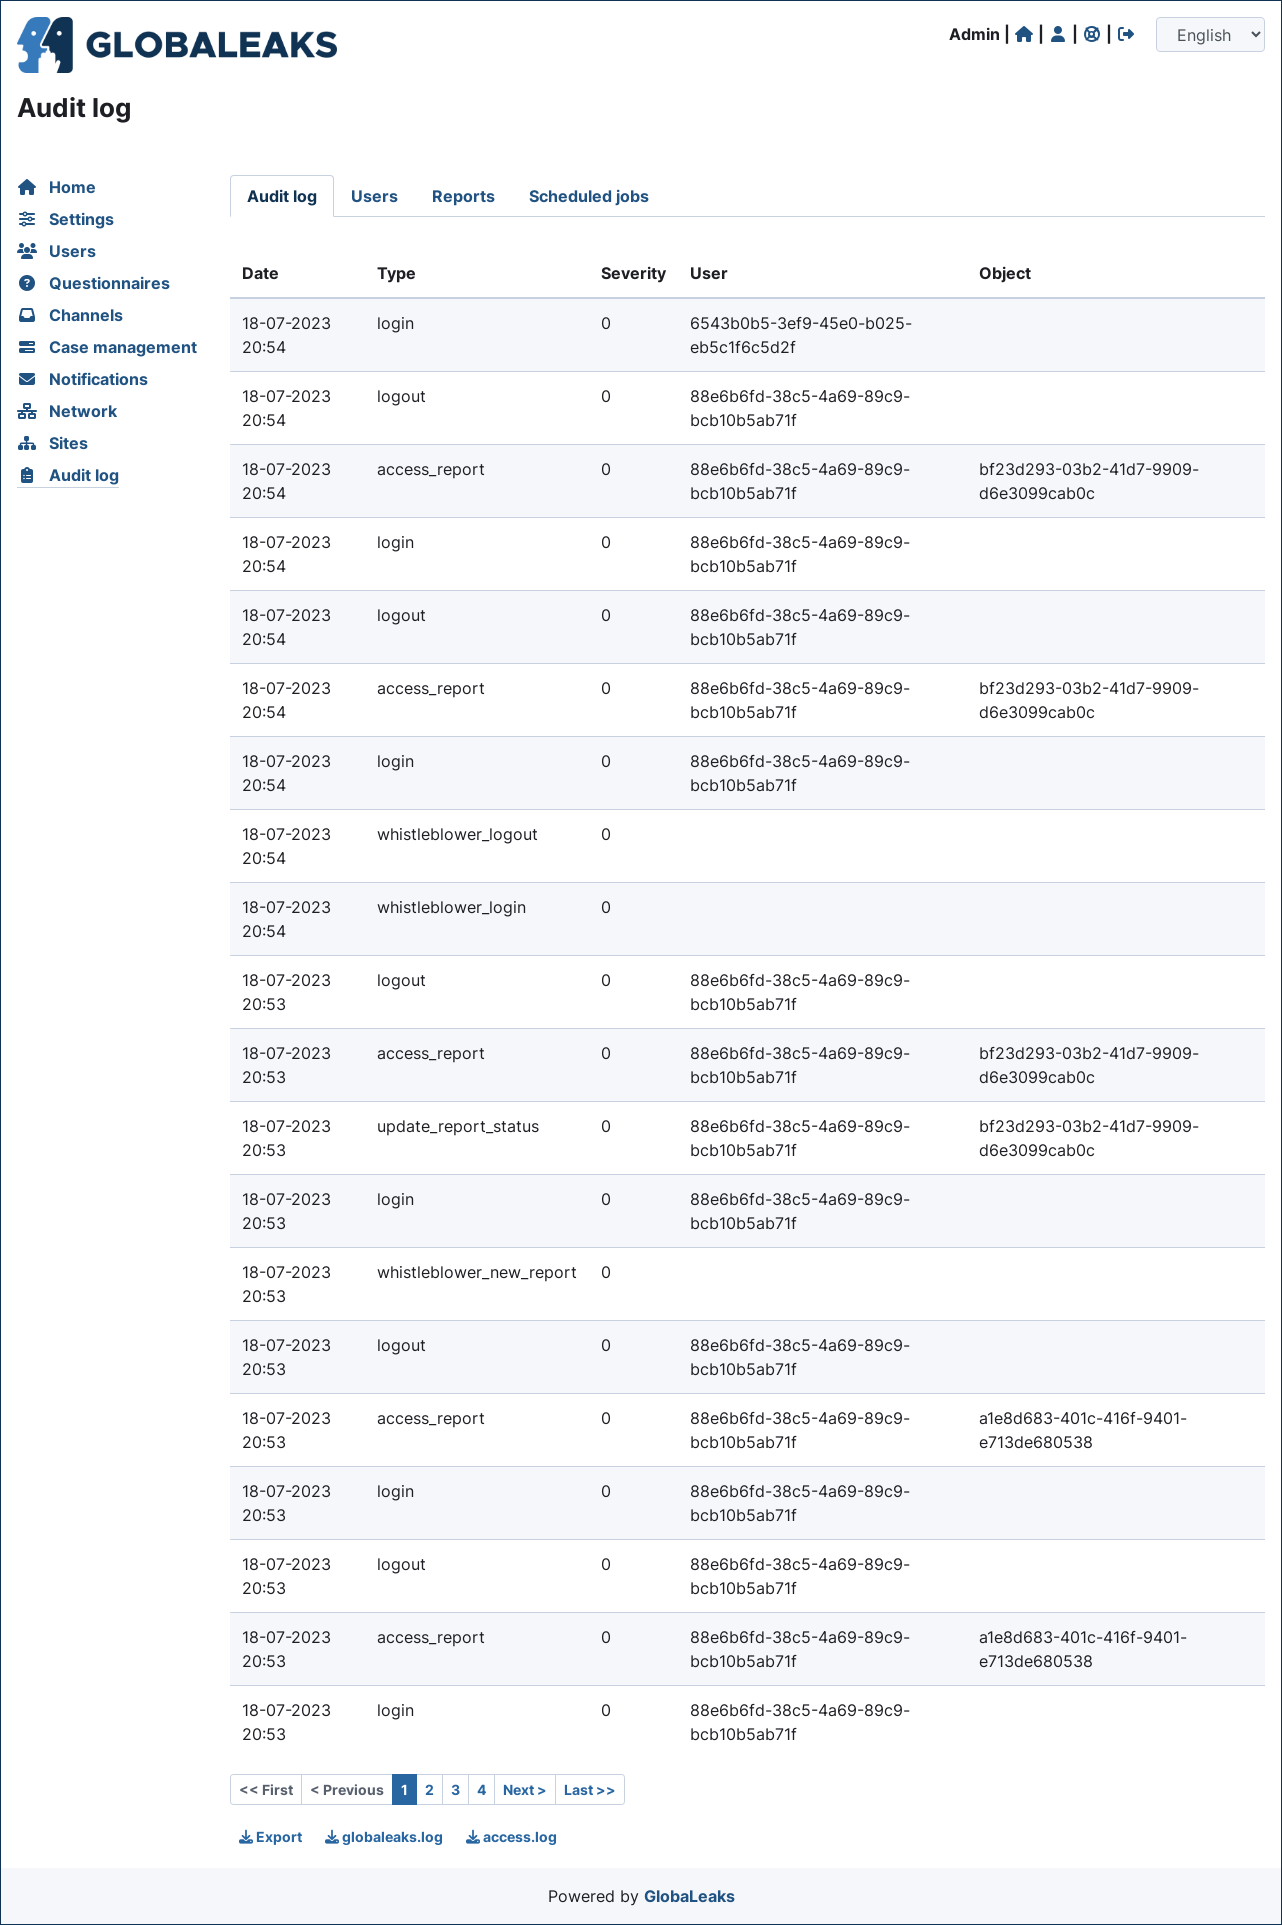 GLOBALEAKS
Admin | | | |
English
Audit log
Home
Settings
Users
Questionnaires
Channels
Case management
Notifications
Network
Sites
Audit log
Audit log Users Reports Scheduled jobs
Date Type Severity User Object
18-07-2023 login 0 6543b0b5-3ef9-45e0-b025-
20:54 eb5c1f6c5d2f
18-07-2023 logout 0 88e6b6fd-38c5-4a69-89c9-
20:54 bcb10b5ab71f
18-07-2023 access_report 0 88e6b6fd-38c5-4a69-89c9- bf23d293-03b2-41d7-9909-
20:54 bcb10b5ab71f d6e3099cab0c
18-07-2023 login 0 88e6b6fd-38c5-4a69-89c9-
20:54 bcb10b5ab71f
18-07-2023 logout 0 88e6b6fd-38c5-4a69-89c9-
20:54 bcb10b5ab71f
18-07-2023 access_report 0 88e6b6fd-38c5-4a69-89c9- bf23d293-03b2-41d7-9909-
20:54 bcb10b5ab71f d6e3099cab0c
18-07-2023 login 0 88e6b6fd-38c5-4a69-89c9-
20:54 bcb10b5ab71f
18-07-2023 whistleblower_logout 0
20:54
18-07-2023 whistleblower_login 0
20:54
18-07-2023 logout 0 88e6b6fd-38c5-4a69-89c9-
20:53 bcb10b5ab71f
18-07-2023 access_report 0 88e6b6fd-38c5-4a69-89c9- bf23d293-03b2-41d7-9909-
20:53 bcb10b5ab71f d6e3099cab0c
18-07-2023 update_report_status 0 88e6b6fd-38c5-4a69-89c9- bf23d293-03b2-41d7-9909-
20:53 bcb10b5ab71f d6e3099cab0c
18-07-2023 login 0 88e6b6fd-38c5-4a69-89c9-
20:53 bcb10b5ab71f
18-07-2023 whistleblower_new_report 0
20:53
18-07-2023 logout 0 88e6b6fd-38c5-4a69-89c9-
20:53 bcb10b5ab71f
18-07-2023 access_report 0 88e6b6fd-38c5-4a69-89c9- a1e8d683-401c-416f-9401-
20:53 bcb10b5ab71f e713de680538
18-07-2023 login 0 88e6b6fd-38c5-4a69-89c9-
20:53 bcb10b5ab71f
18-07-2023 logout 0 88e6b6fd-38c5-4a69-89c9-
20:53 bcb10b5ab71f
18-07-2023 access_report 0 88e6b6fd-38c5-4a69-89c9- a1e8d683-401c-416f-9401-
20:53 bcb10b5ab71f e713de680538
18-07-2023 login 0 88e6b6fd-38c5-4a69-89c9-
20:53 bcb10b5ab71f
<< First < Previous 1 2 3 4 Next > Last >>
Export globaleaks.log access.log
Powered by GlobaLeaks